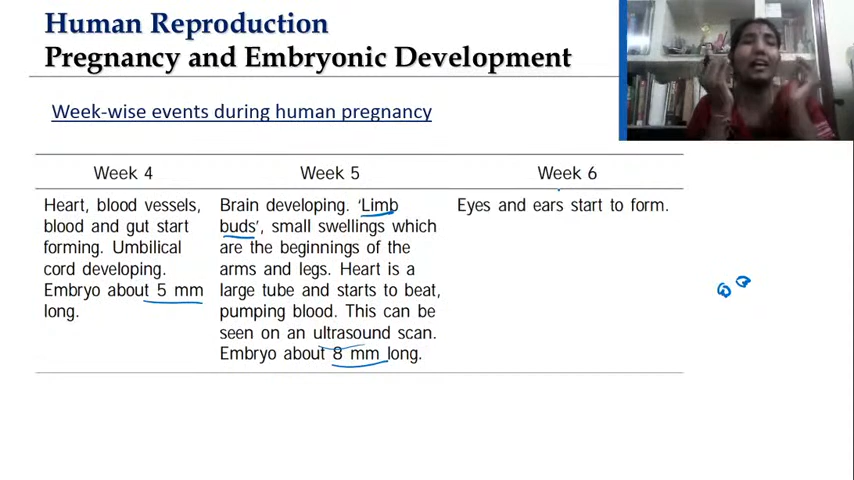 Human Reproduction
Pregnancy and Embryonic Development
Week-wise events during human pregnancy
Week 4
Week 5
Week 6
Heart, blood vessels,
blood and gut start
forming. Umbilical
cord developing.
Embryo about 5 mm
long.
Brain developing. ‘Limb
buds’, small swellings which
are the beginnings of the
arms and legs. Heart is a
large tube and starts to beat,
pumping blood. This can be
seen on an ultrasound scan.
Embryo about 8 mm long.
Eyes and ears start to form.